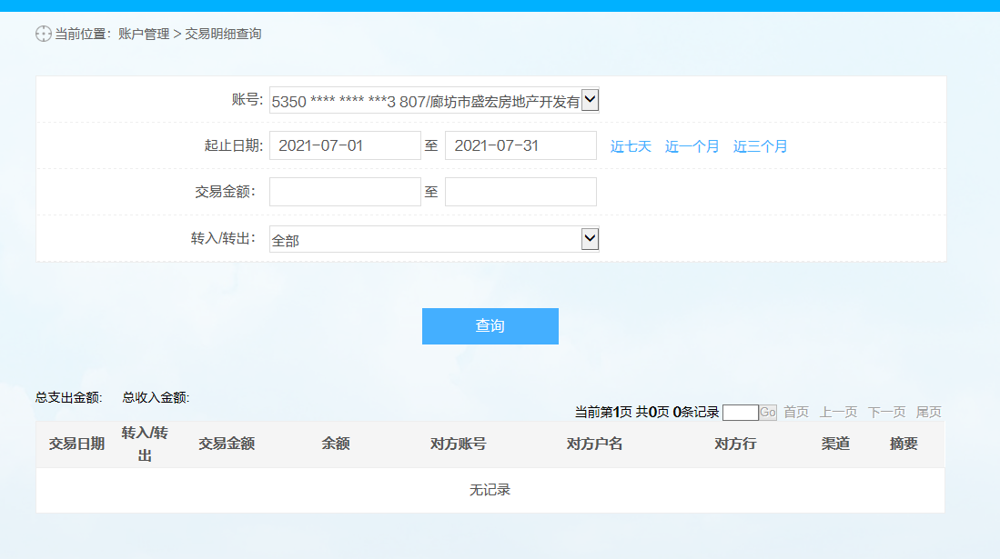 当前位置：账户管理 > 交易明细查询
账号: 5350 **** **** ***3 807/廊坊市盛宏房地产开发有
起止日期: 2021-07-01 至 2021-07-31 近七天 近一个月 近三个月
交易金额： 至
转入/转出： 全部
查询
总支出金额: 总收入金额:
当前第1页 共0页 0条记录 Go 首页 上一页 下一页 尾页
交易日期 转入/转出 交易金额 余额 对方账号 对方户名 对方行 渠道 摘要
无记录